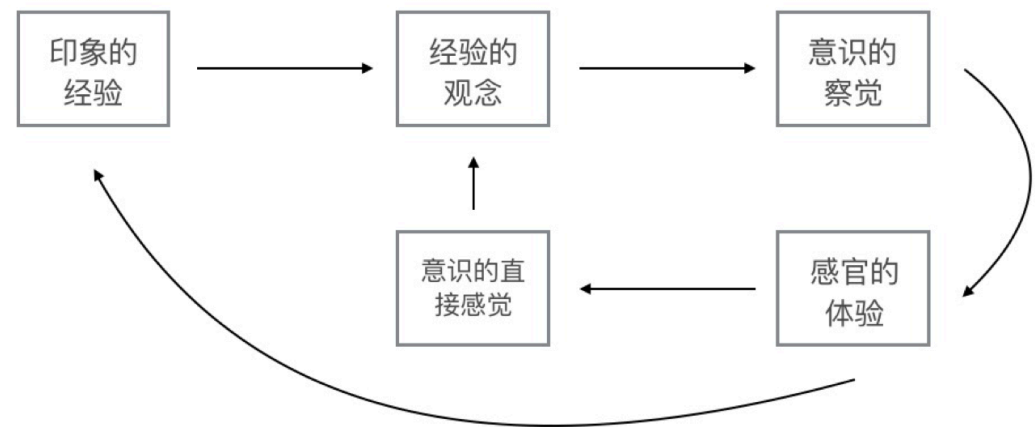 印象的
经验
经验的
观念
意识的
察觉
意识的直
接感觉
感官的
体验